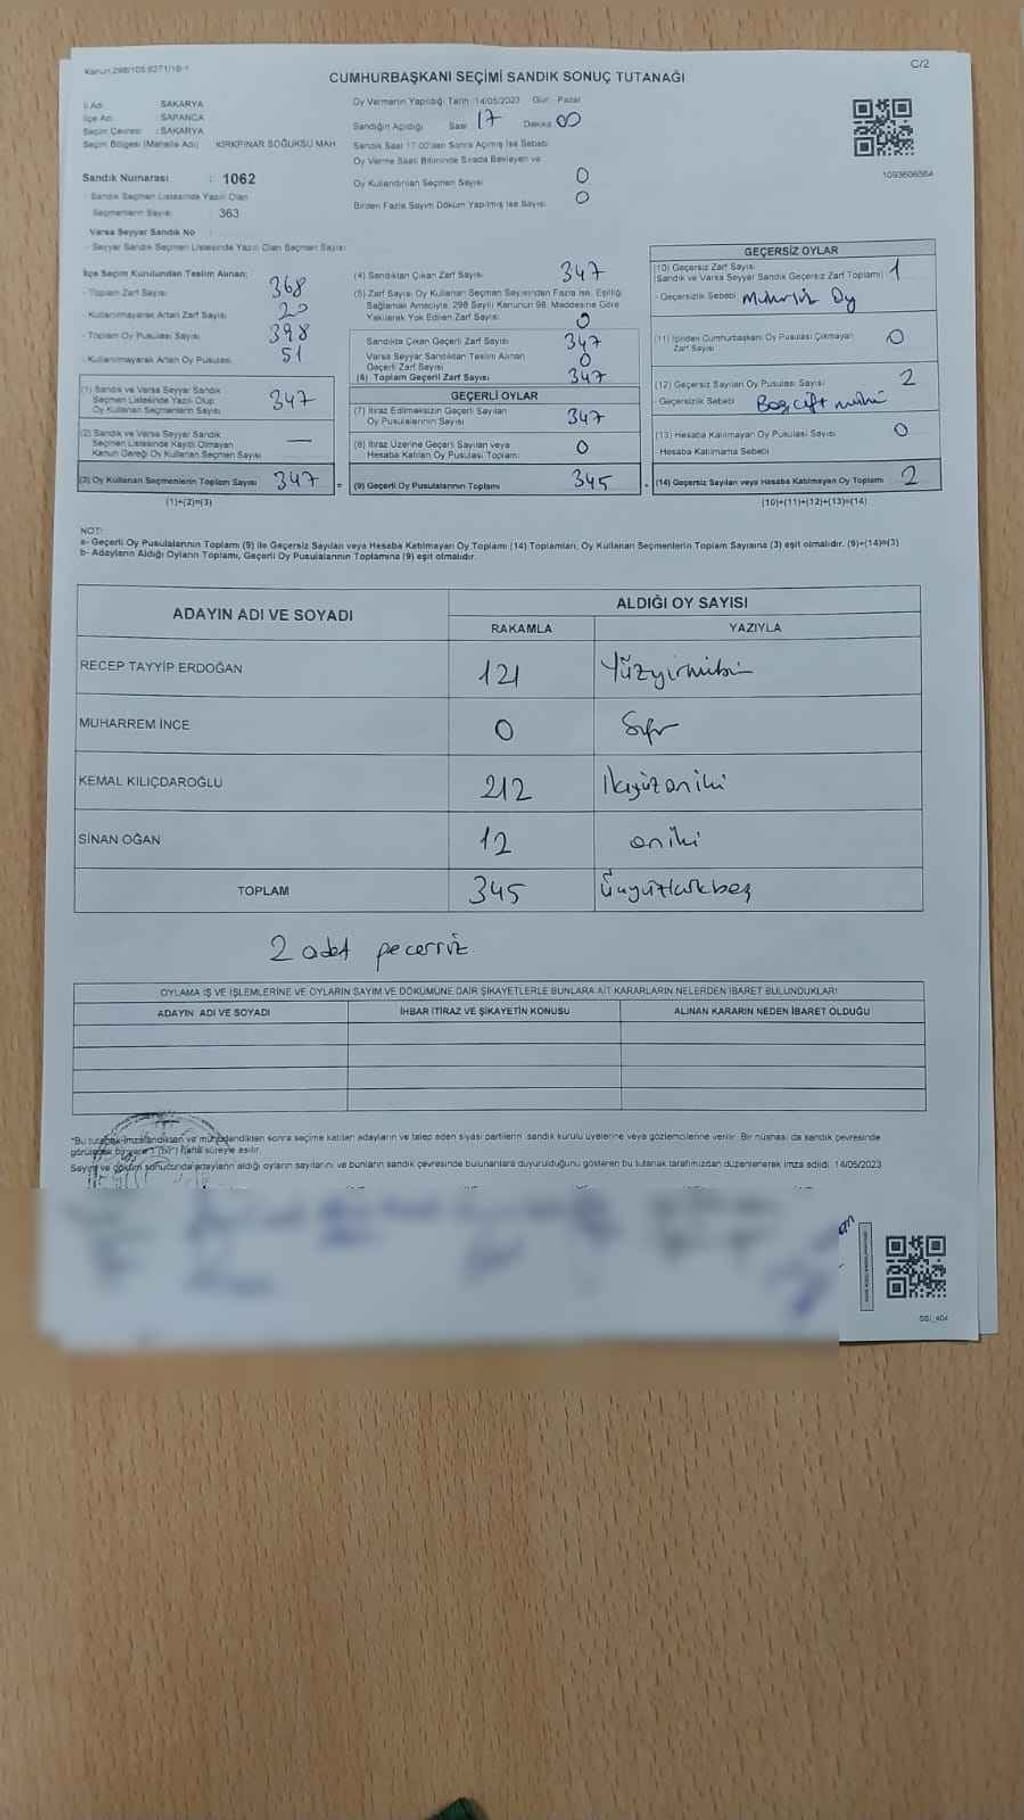 CUMHURBAŞKANI SEÇİMİ SANDIK SONUÇ TUTANAĞI
C/2
İl Adı : SAKARYA
İlçe Adı : SAPANCA
Seçim Çevresi : SAKARYA
Seçim Bölgesi (Mahalle Adı) KIRKPINAR SOĞUKSU MAH
Sandık Numarası : 1062
Sandık Seçmen Listesinde Yazılı Olan
Seçmenlerin Sayısı : 363
Varsa Seyyar Sandık No
- Seyyar Sandık Seçmen Listesinde Yazılı Olan Seçmen Sayısı
Oy Vermenin Yapıldığı Tarih 14/05/2023 Gün Pazar
Sandığın Açıldığı Saat 17 Dakika 00
Sandık Saat 17:00'den Sonra Açılmış İse Sebebi
Oy Verme Saati Bitiminde Sırada Bekleyen ve
Oy Kullandırılan Seçmen Sayısı 0
Birden Fazla Sayım Döküm Yapılmış İse Sayısı 0
1093606564
İlçe Seçim Kurulundan Teslim Alınan;
- Toplam Zarf Sayısı 368
- Kullanılmayarak Artan Zarf Sayısı 20
- Toplam Oy Pusulası Sayısı 398
- Kullanılmayarak Artan Oy Pusulası 51
(1) Sandık ve Varsa Seyyar Sandık
Seçmen Listesinde Yazılı Olup
Oy Kullanan Seçmenlerin Sayısı 347
(2) Sandık ve Varsa Seyyar Sandık
Seçmen Listesinde Kayıtlı Olmayan
Kanun Gereği Oy Kullanan Seçmen Sayısı —
(3) Oy Kullanan Seçmenlerin Toplam Sayısı 347
(1)+(2)=(3)
(4) Sandıktan Çıkan Zarf Sayısı 347
(5) Zarf Sayısı Oy Kullanan Seçmen Sayısından Fazla ise, Eşitliği
Sağlamak Amacıyla, 298 Sayılı Kanunun 98. Maddesine Göre
Yakılarak Yok Edilen Zarf Sayısı 0
Sandıkta Çıkan Geçerli Zarf Sayısı 347
Varsa Seyyar Sandıktan Teslim Alınan
Geçerli Zarf Sayısı 0
(6) Toplam Geçerli Zarf Sayısı 347
GEÇERLİ OYLAR
(7) İtiraz Edilmeksizin Geçerli Sayılan
Oy Pusulalarının Sayısı 347
(8) İtiraz Üzerine Geçerli Sayılan veya
Hesaba Katılan Oy Pusulası Toplamı 0
(9) Geçerli Oy Pusulalarının Toplamı 345
GEÇERSİZ OYLAR
(10) Geçersiz Zarf Sayısı
(Sandık ve Varsa Seyyar Sandık Geçersiz Zarf Toplamı) 1
- Geçersizlik Sebebi Mühürsüz Oy
(11) İçinden Cumhurbaşkanı Oy Pusulası Çıkmayan
Zarf Sayısı 0
(12) Geçersiz Sayılan Oy Pusulası Sayısı 2
Geçersizlik Sebebi Boş çift mühür
(13) Hesaba Katılmayan Oy Pusulası Sayısı 0
Hesaba Katılmama Sebebi
(14) Geçersiz Sayılan veya Hesaba Katılmayan Oy Toplamı 2
(10)+(11)+(12)+(13)=(14)
NOT:
a- Geçerli Oy Pusulalarının Toplamı (9) ile Geçersiz Sayılan veya Hesaba Katılmayan Oy Toplamı (14) Toplamları, Oy Kullanan Seçmenlerin Toplam Sayısına (3) eşit olmalıdır. (9)+(14)=(3)
b- Adayların Aldığı Oyların Toplamı, Geçerli Oy Pusulalarının Toplamına (9) eşit olmalıdır.
ADAYIN ADI VE SOYADI
ALDIĞI OY SAYISI
RAKAMLA YAZIYLA
RECEP TAYYİP ERDOĞAN 121 Yüzyirmibir
MUHARREM İNCE 0 Sıfır
KEMAL KILIÇDAROĞLU 212 İkiyüzoniki
SİNAN OĞAN 12 oniki
TOPLAM 345 Üçyüzkırkbeş
2 adet geçersiz.
OYLAMA İŞ VE İŞLEMLERİNE VE OYLARIN SAYIM VE DÖKÜMÜNE DAİR ŞİKAYETLERLE BUNLARA AİT KARARLARIN NELERDEN İBARET BULUNDUKLARI
ADAYIN ADI VE SOYADI İHBAR İTİRAZ VE ŞİKAYETİN KONUSU ALINAN KARARIN NEDEN İBARET OLDUĞU
*Bu tutanak imzalandıktan ve mühürlendikten sonra seçime katılan adayların ve talep eden siyasi partilerin sandık kurulu üyelerine veya gözlemcilerine verilir. Bir nüshası da sandık çevresinde
görülecek bir yere 1 (bir) hafta süreyle asılır.
Sayım ve döküm sonucunda adayların aldığı oyların sayılarını ve bunların sandık çevresinde bulunanlara duyurulduğunu gösteren bu tutanak tarafımızdan düzenlenerek imza edildi. 14/05/2023